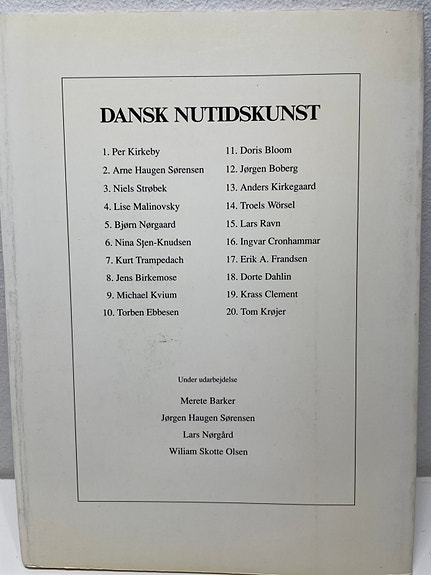 DANSK NUTIDSKUNST
1. Per Kirkeby
2. Arne Haugen Sørensen
3. Niels Strøbek
4. Lise Malinovsky
5. Bjørn Nørgaard
6. Nina Sten-Knudsen
7. Kurt Trampedach
8. Jens Birkemose
9. Michael Kvium
10. Torben Ebbesen
11. Doris Bloom
12. Jørgen Boberg
13. Anders Kirkegaard
14. Troels Wörsel
15. Lars Ravn
16. Ingvar Cronhammar
17. Erik A. Frandsen
18. Dorte Dahlin
19. Krass Clement
20. Tom Krøjer
Under udarbejdelse
Merete Barker
Jørgen Haugen Sørensen
Lars Nørgård
Wiliam Skotte Olsen